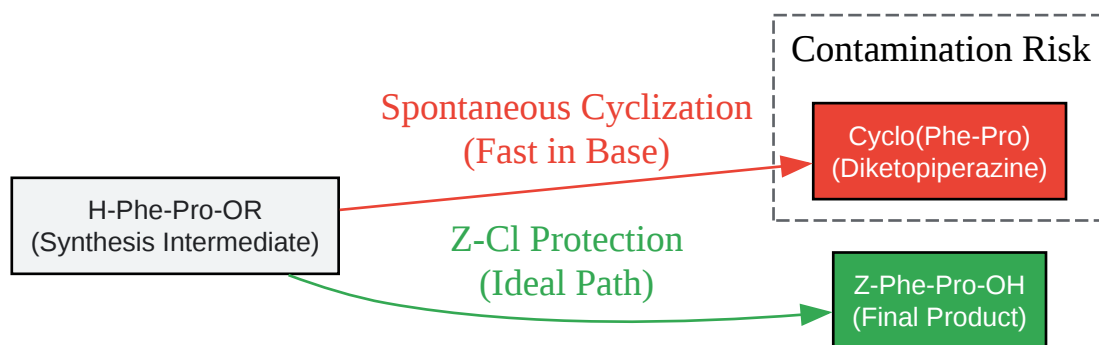 Contamination Risk
Spontaneous Cyclization
(Fast in Base)
Cyclo(Phe-Pro)
(Diketopiperazine)
H-Phe-Pro-OR
(Synthesis Intermediate)
Z-Cl Protection
(Ideal Path)
Z-Phe-Pro-OH
(Final Product)